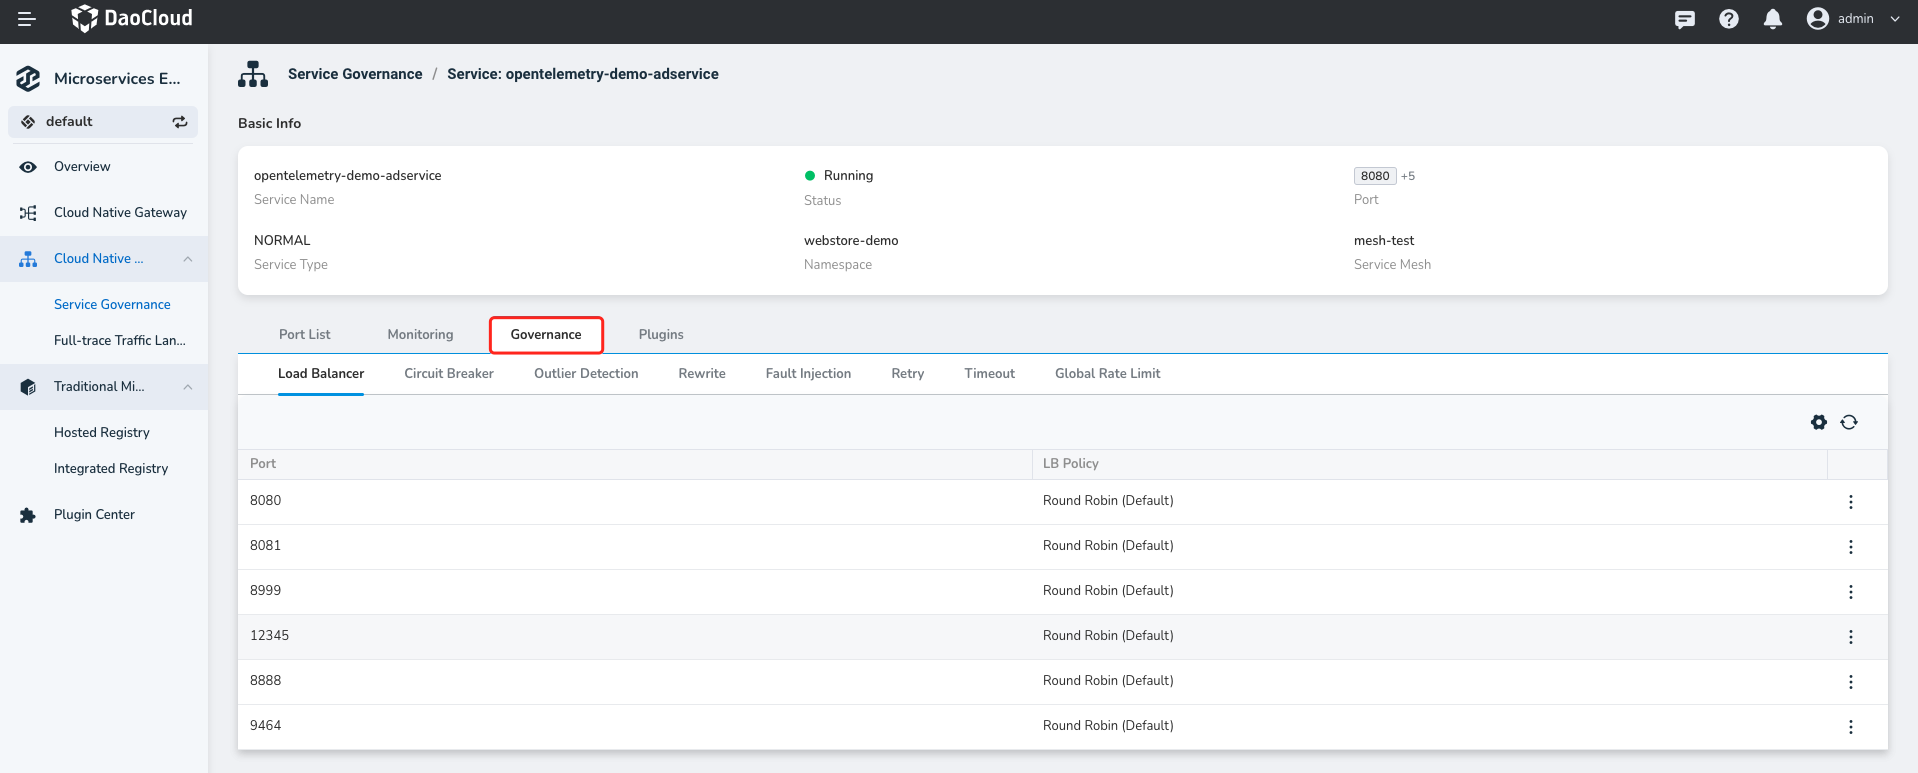 DaoCloud
admin
Microservices E...
default
Overview
Cloud Native Gateway
Cloud Native ...
Service Governance
Full-trace Traffic Lan...
Traditional Mi...
Hosted Registry
Integrated Registry
Plugin Center
Service Governance / Service: opentelemetry-demo-adservice
Basic Info
opentelemetry-demo-adservice
Service Name
Running
Status
8080 +5
Port
NORMAL
Service Type
webstore-demo
Namespace
mesh-test
Service Mesh
Port List Monitoring Governance Plugins
Load Balancer Circuit Breaker Outlier Detection Rewrite Fault Injection Retry Timeout Global Rate Limit
Port LB Policy
8080 Round Robin (Default)
8081 Round Robin (Default)
8999 Round Robin (Default)
12345 Round Robin (Default)
8888 Round Robin (Default)
9464 Round Robin (Default)